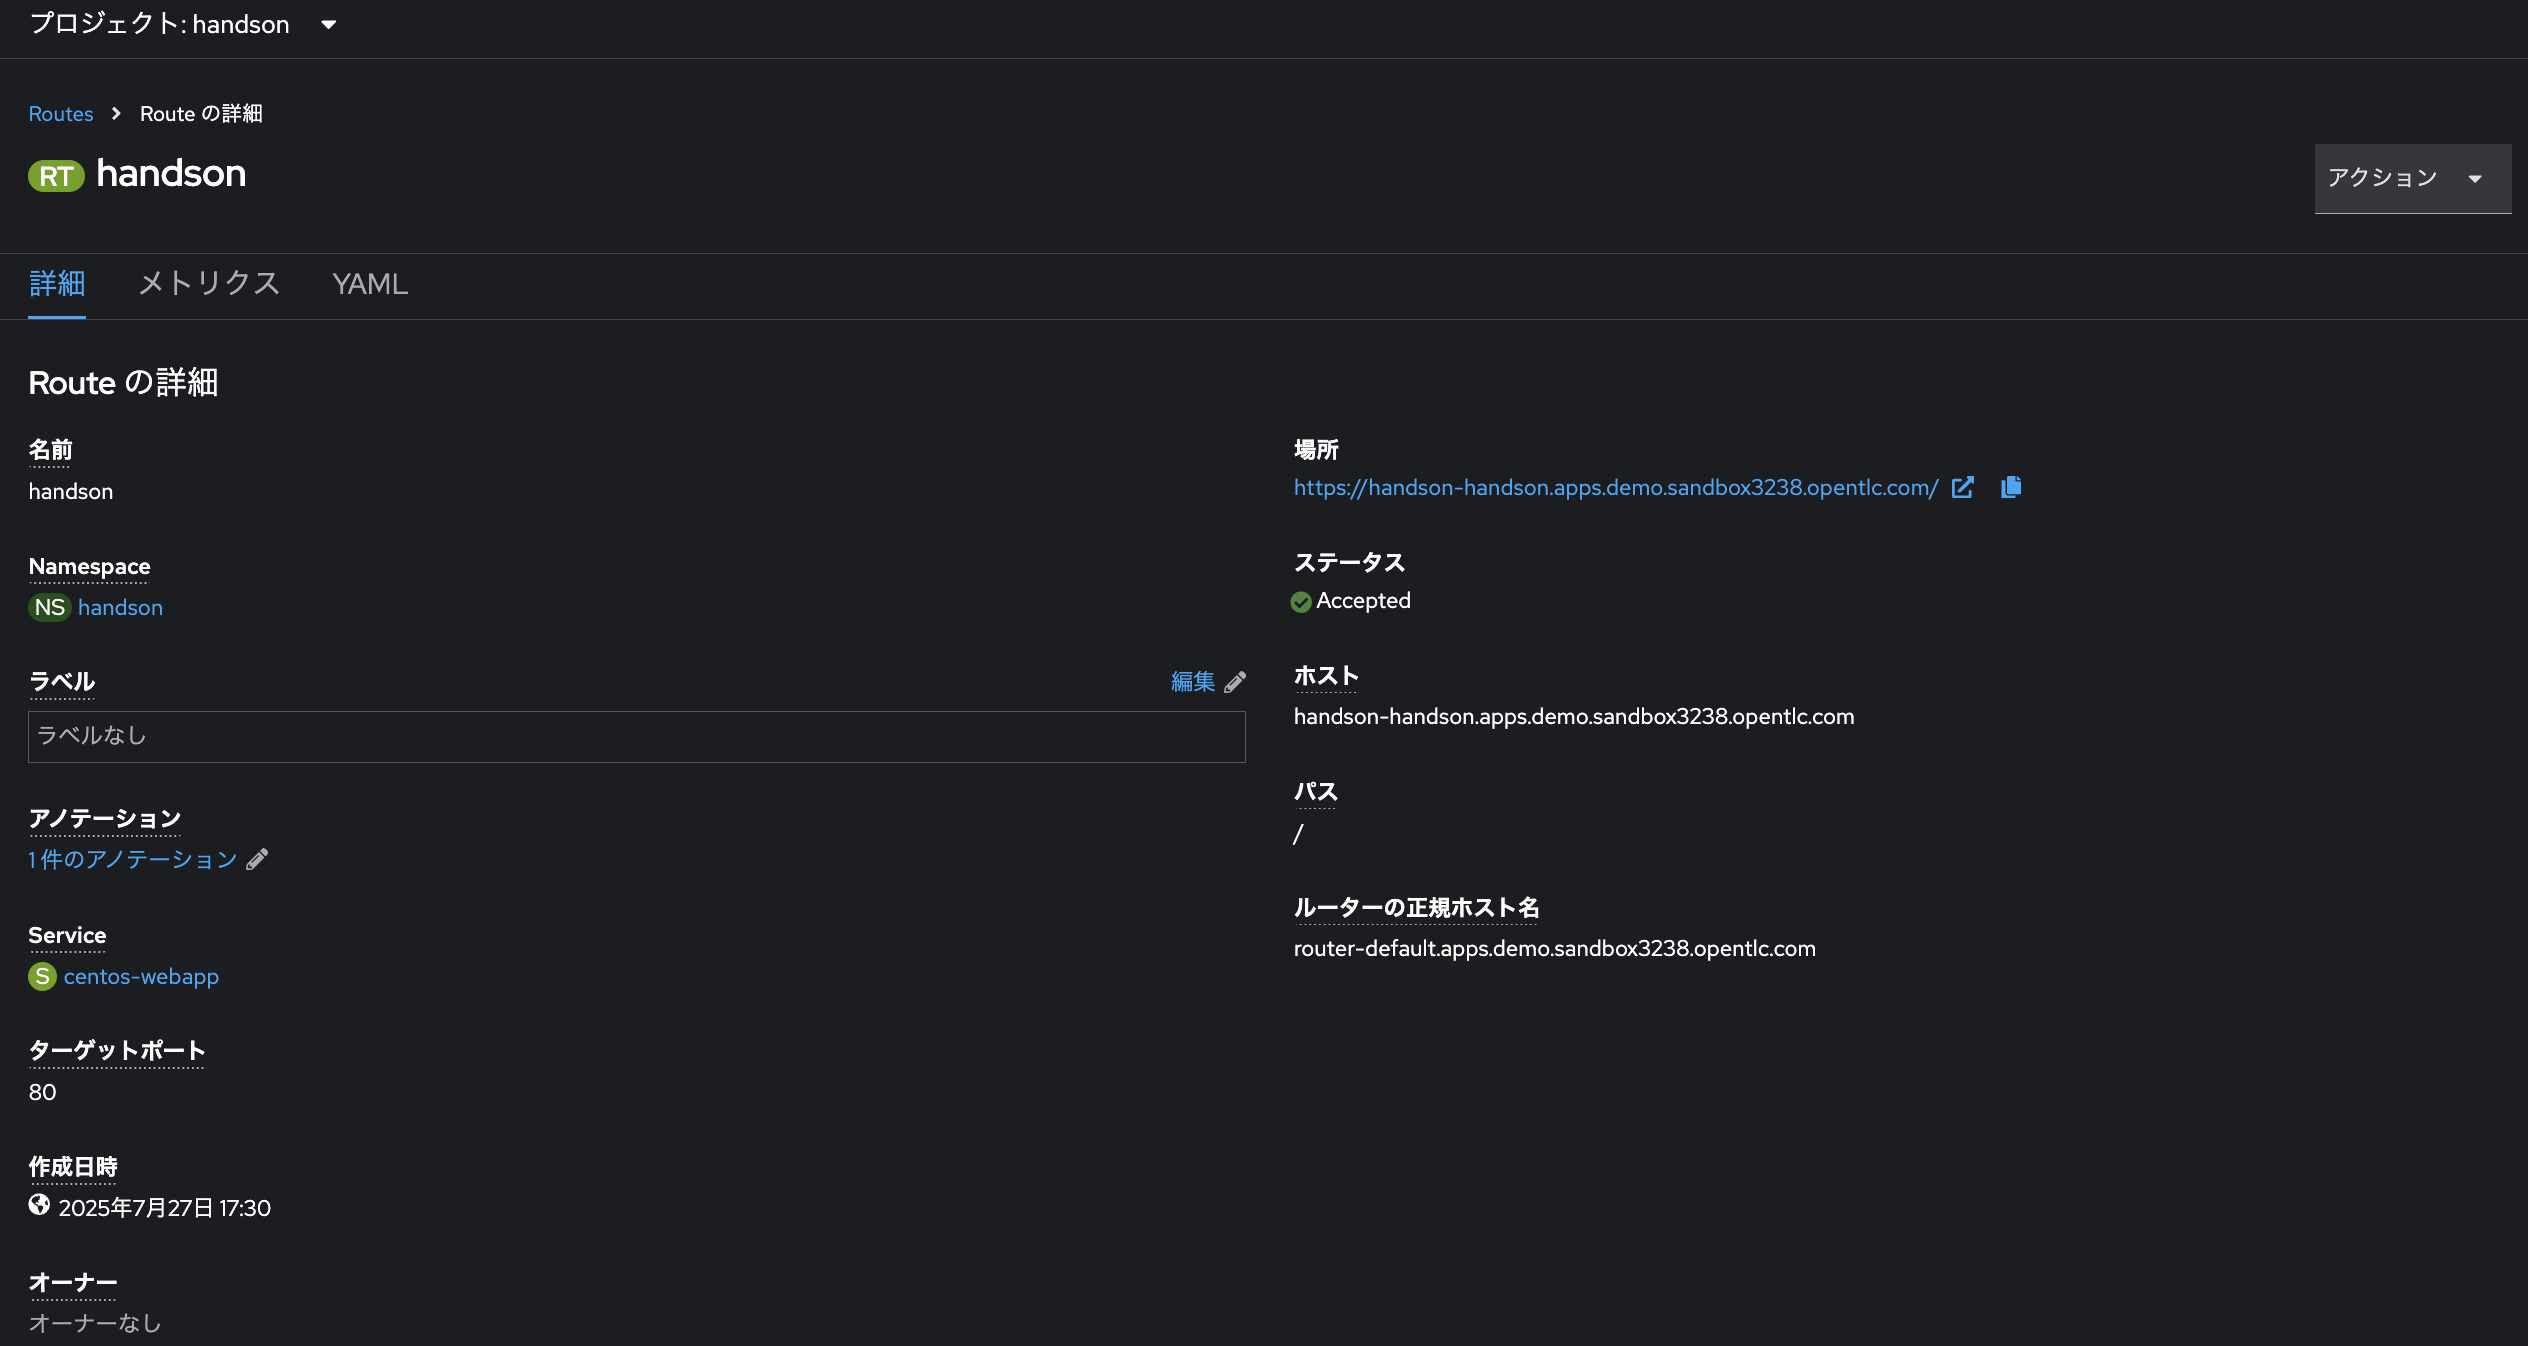 プロジェクト: handson
Routes
Route の詳細
RT handson
アクション
詳細
メトリクス
YAML
Route の詳細
名前
handson
Namespace
NS handson
ラベル
編集
ラベルなし
アノテーション
1 件のアノテーション
Service
S centos-webapp
ターゲットポート
80
作成日時
2025年7月27日 17:30
オーナー
オーナーなし
場所
https://handson-handson.apps.demo.sandbox3238.opentlc.com/
ステータス
Accepted
ホスト
handson-handson.apps.demo.sandbox3238.opentlc.com
パス
/
ルーターの正規ホスト名
router-default.apps.demo.sandbox3238.opentlc.com